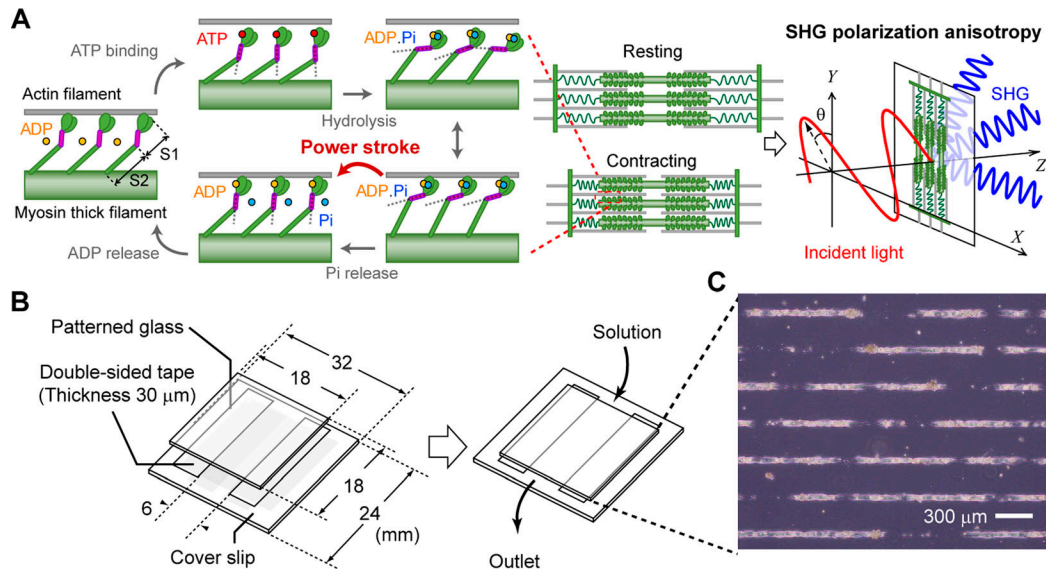 A
ATP binding
Actin filament
ADP
S1
S2
Myosin thick filament
ADP release
ATP
Hydrolysis
ADP.Pi
Power stroke
ADP
Pi
ADP.Pi
Pi release
Resting
Contracting
SHG polarization anisotropy
Y
θ
SHG
Z
X
Incident light
B
Patterned glass
Double-sided tape
(Thickness 30 μm)
32
18
18
24
(mm)
6
Cover slip
Solution
Outlet
C
300 μm